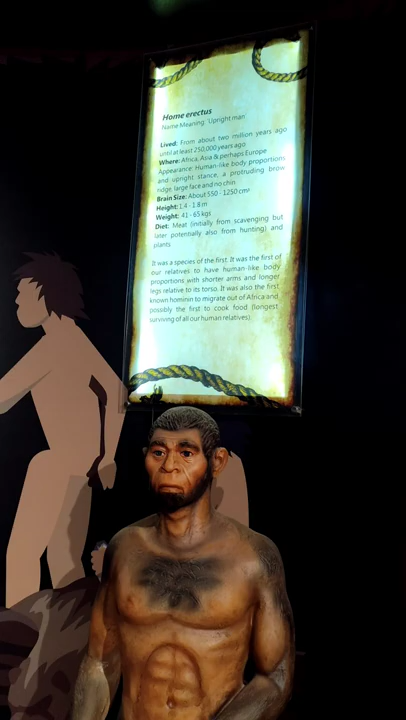 Home erectus
Name Meaning: 'Upright man
Lived: From about two million years ago
until at least 250,000 years ago
Where: Africa, Asia & perhaps Europe
Appearance: Human-like body proportions
and upright stance, a protruding brow
ridge, large face and no chin
Brain Size: About 550 - 1250 cm³
Height: 1.4 - 1.8 m
Weight: 41 - 65 kgs
Diet: Meat (initially from scavenging but
later potentially also from hunting) and
plants
It was a species of the first. It was the first of
our relatives to have human-like body
proportions with shorter arms and longer
legs relative to its torso. It was also the first
known hominin to migrate out of Africa and
possibly the first to cook food (longest
surviving of all our human relatives).